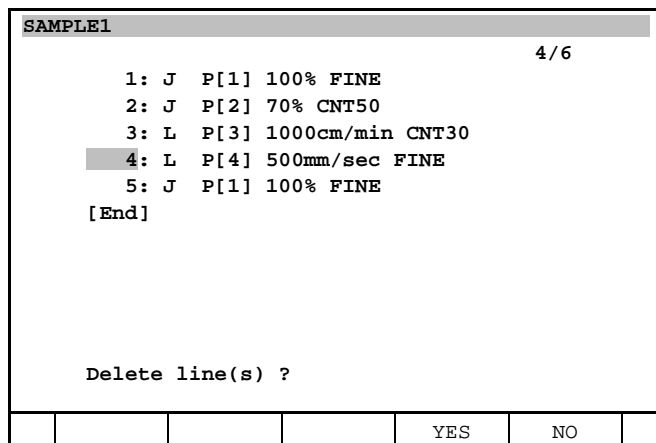 SAMPLE1
4/6
1: J P[1] 100% FINE
2: J P[2] 70% CNT50
3: L P[3] 1000cm/min CNT30
4: L P[4] 500mm/sec FINE
5: J P[1] 100% FINE
[End]
Delete line(s) ?
YES NO